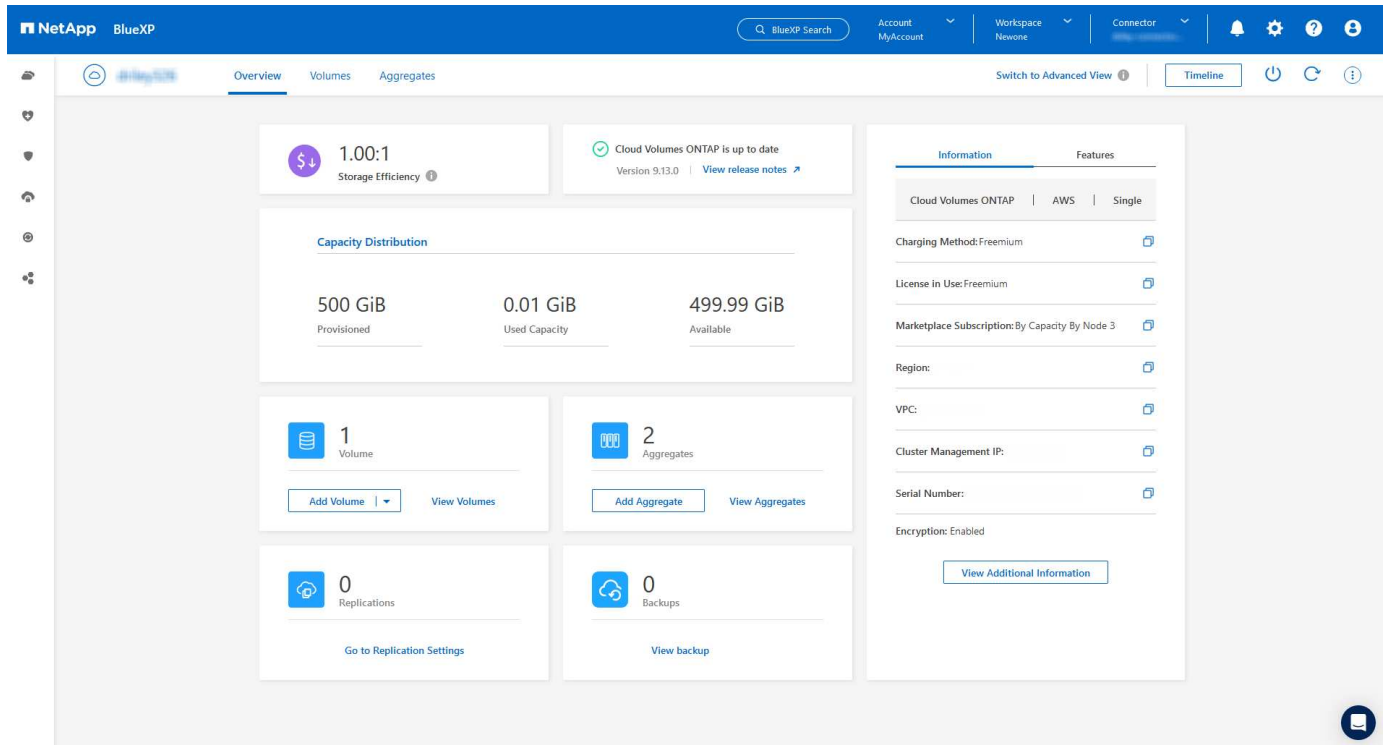 NetApp BlueXP
BlueXP Search
Account
MyAccount
Workspace
Newone
Connector
Overview
Volumes
Aggregates
Switch to Advanced View
Timeline
1.00:1
Storage Efficiency
Cloud Volumes ONTAP is up to date
Version 9.13.0 | View release notes
Capacity Distribution
500 GiB
Provisioned
0.01 GiB
Used Capacity
499.99 GiB
Available
1
Volume
Add Volume
View Volumes
2
Aggregates
Add Aggregate
View Aggregates
0
Replications
Go to Replication Settings
0
Backups
View backup
Information
Features
Cloud Volumes ONTAP | AWS | Single
Charging Method: Freemium
License in Use: Freemium
Marketplace Subscription: By Capacity By Node 3
Region:
VPC:
Cluster Management IP:
Serial Number:
Encryption: Enabled
View Additional Information